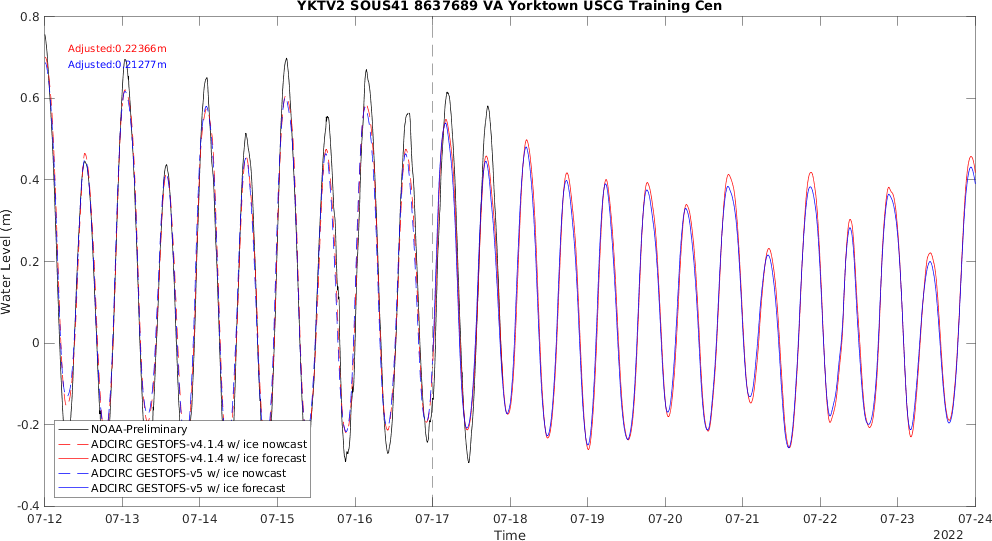 YKTV2 SOUS41 8637689 VA Yorktown USCG Training Cen
Adjusted:0.22366m
Adjusted:0.21277m
0.8
0.6
0.4
0.2
0
-0.2
-0.4
Water Level (m)
NOAA-Preliminary
ADCIRC GESTOFS-v4.1.4 w/ ice nowcast
ADCIRC GESTOFS-v4.1.4 w/ ice forecast
ADCIRC GESTOFS-v5 w/ ice nowcast
ADCIRC GESTOFS-v5 w/ ice forecast
07-12 07-13 07-14 07-15 07-16 07-17 07-18 07-19 07-20 07-21 07-22 07-23 07-24
Time
2022